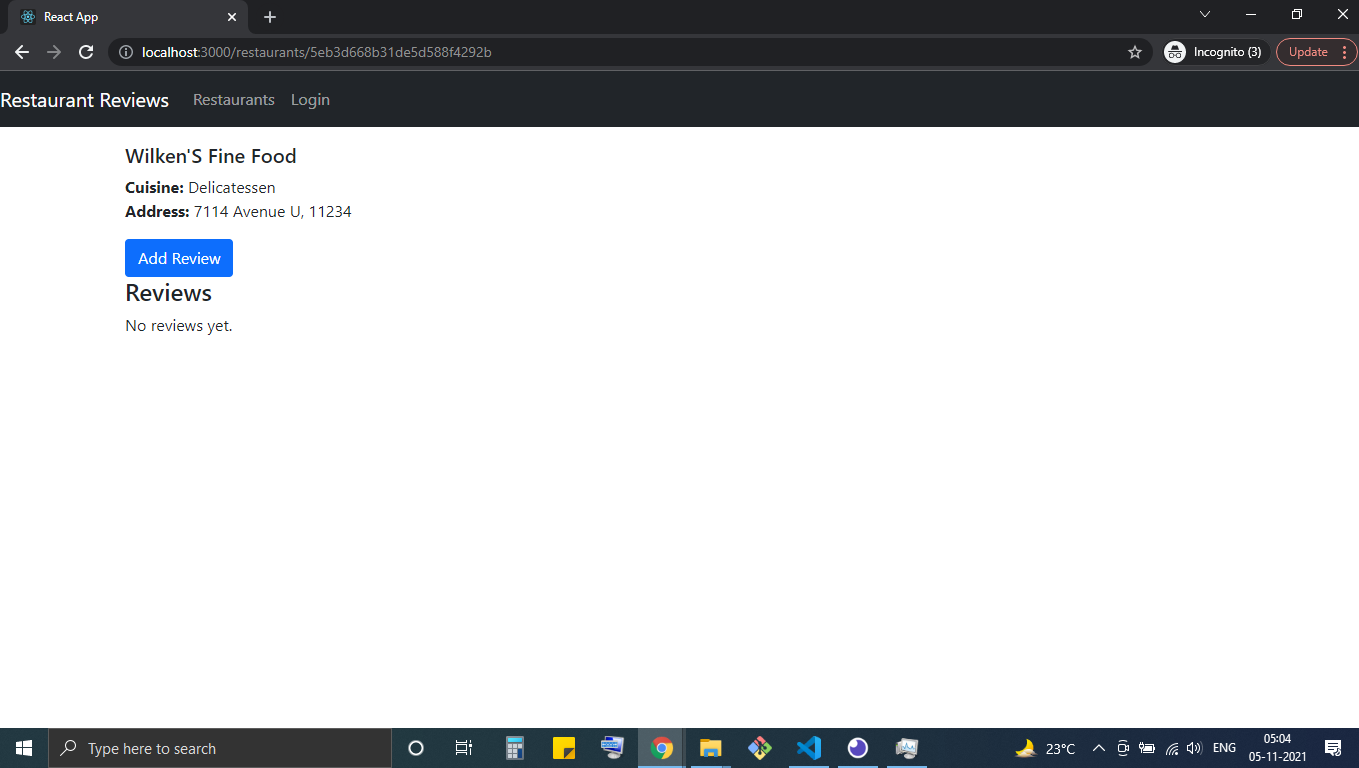 React App
localhost:3000/restaurants/5eb3d668b31de5d588f4292b
Incognito (3)
Update
Restaurant Reviews
Restaurants
Login
Wilken'S Fine Food
Cuisine: Delicatessen
Address: 7114 Avenue U, 11234
Add Review
Reviews
No reviews yet.
Type here to search
23°C
ENG
05:04
05-11-2021